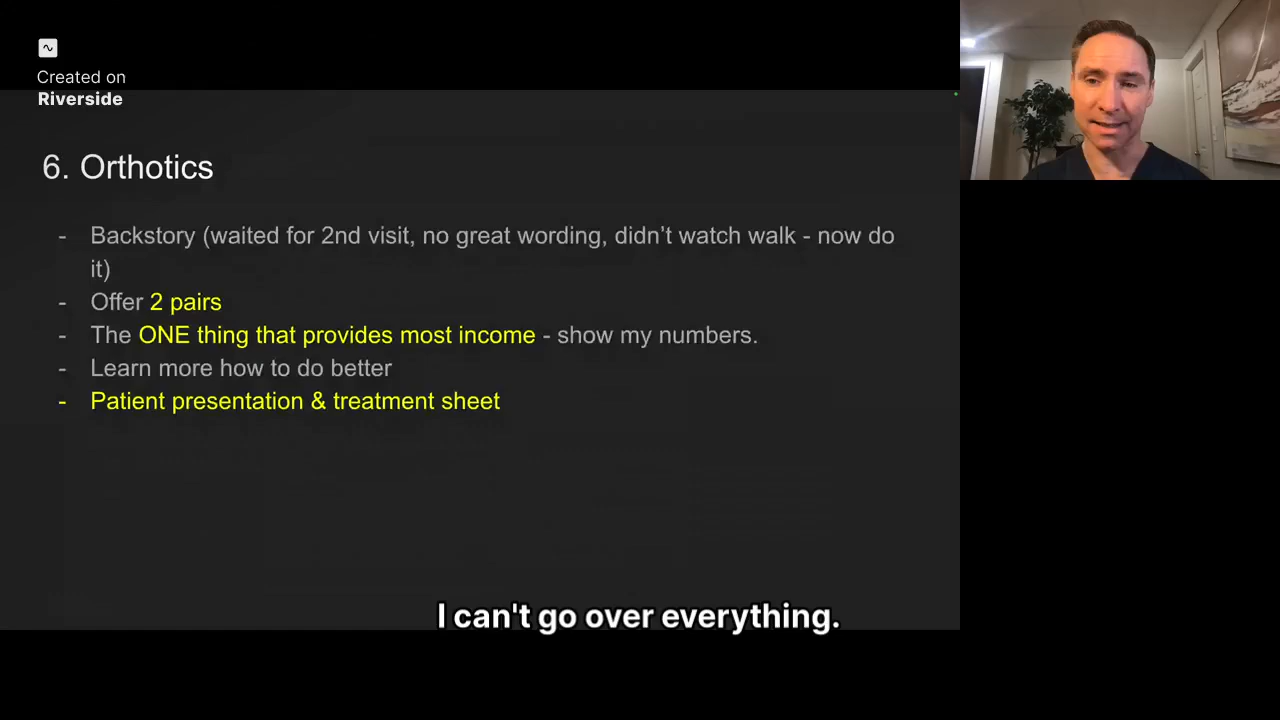 Created on
Riverside
6. Orthotics
- Backstory (waited for 2nd visit, no great wording, didn’t watch walk - now do
it)
- Offer 2 pairs
- The ONE thing that provides most income - show my numbers.
- Learn more how to do better
- Patient presentation & treatment sheet
I can't go over everything.